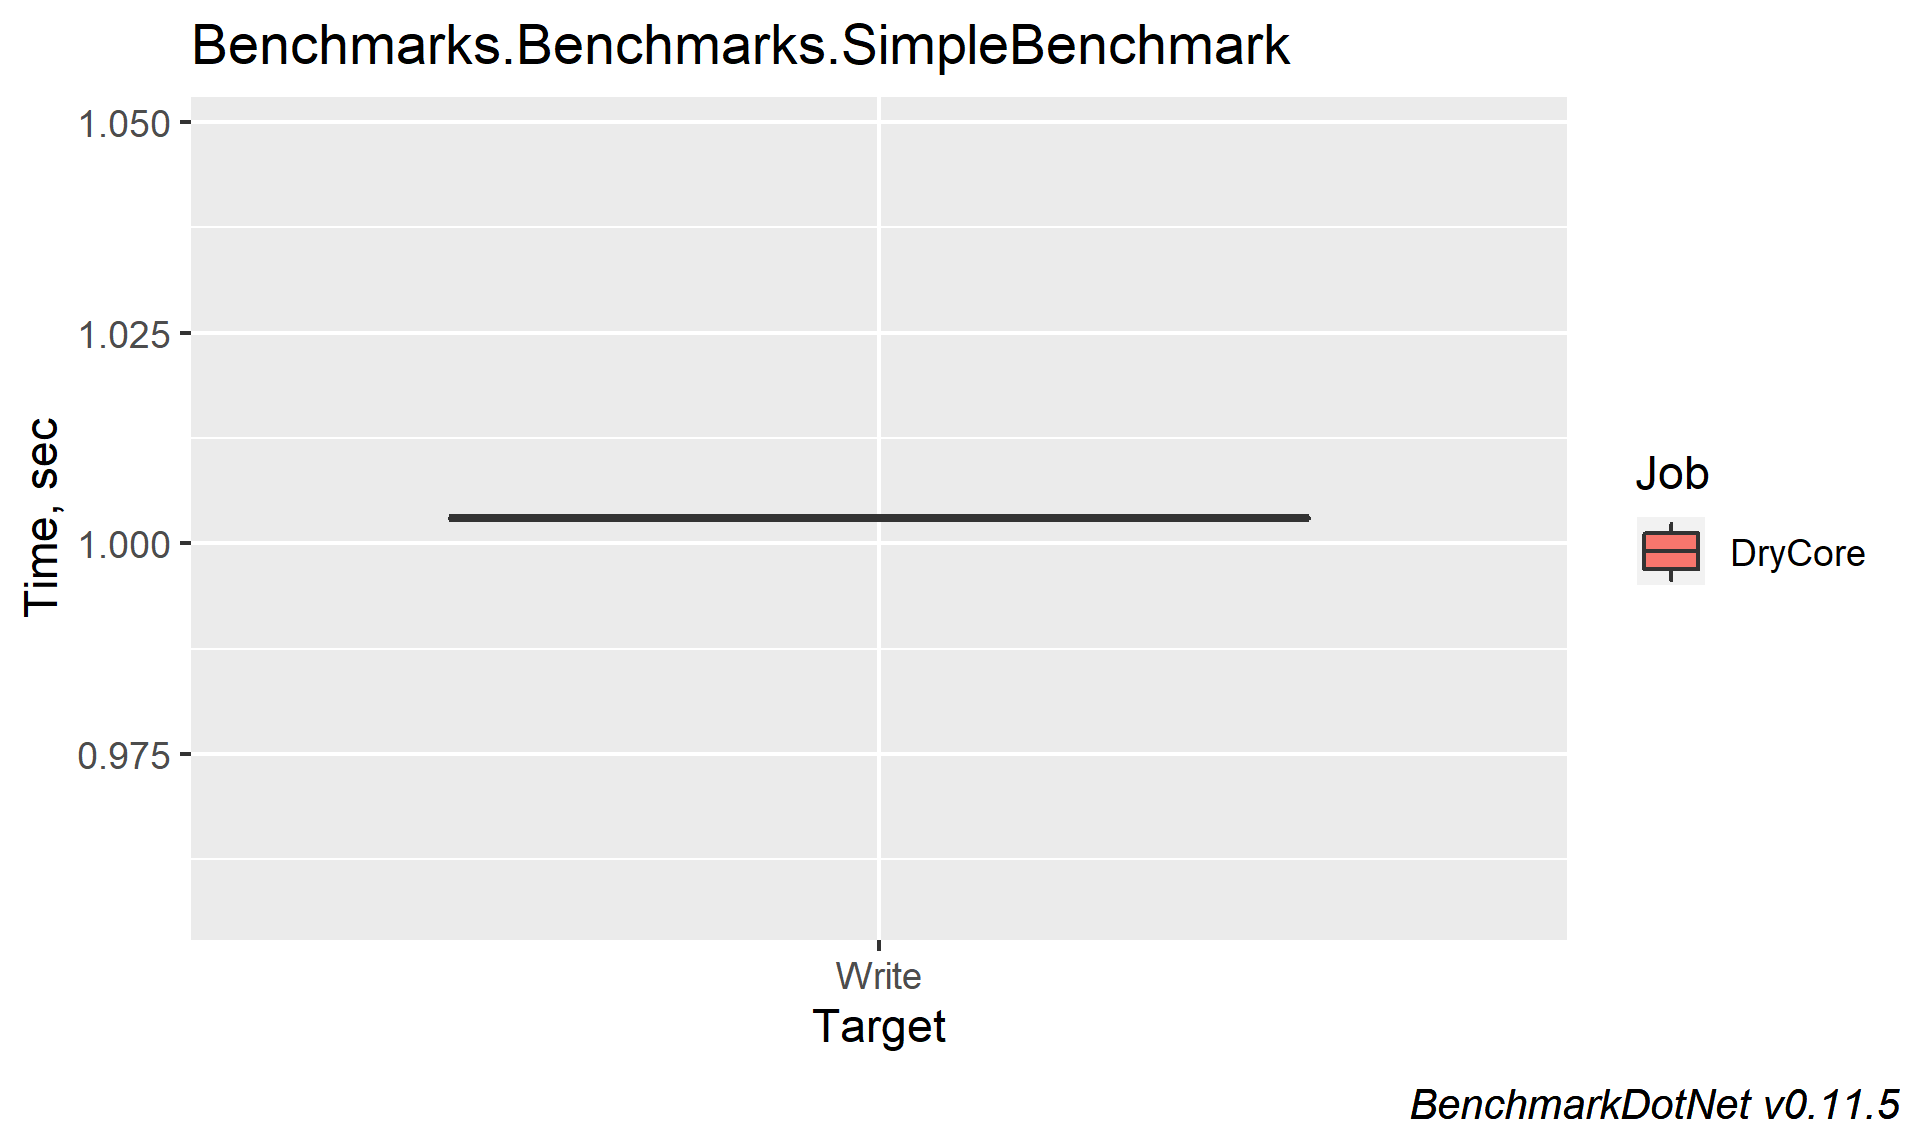 Benchmarks.Benchmarks.SimpleBenchmark
1.050
1.025
1.000
0.975
Time, sec
Write
Target
Job
DryCore
BenchmarkDotNet v0.11.5